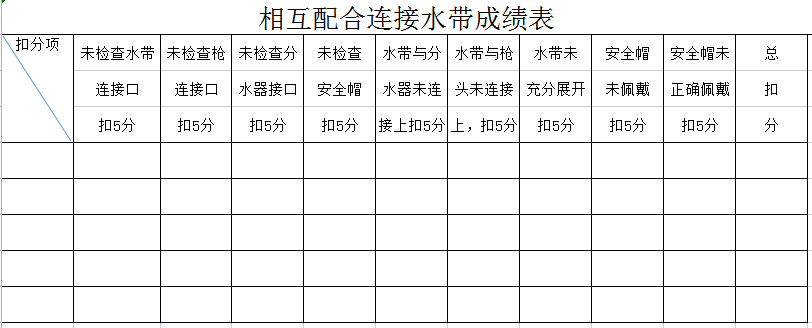 相互配合连接水带成绩表
扣分项
未检查水带 未检查枪 未检查分 未检查 水带与分 水带与枪 水带未 安全帽 安全帽未 总
连接口 连接口 水器接口 安全帽 水器未连 头未连接 充分展开 未佩戴 正确佩戴 扣
扣5分 扣5分 扣5分 扣5分 接上扣5分 上，扣5分 扣5分 扣5分 扣5分 分